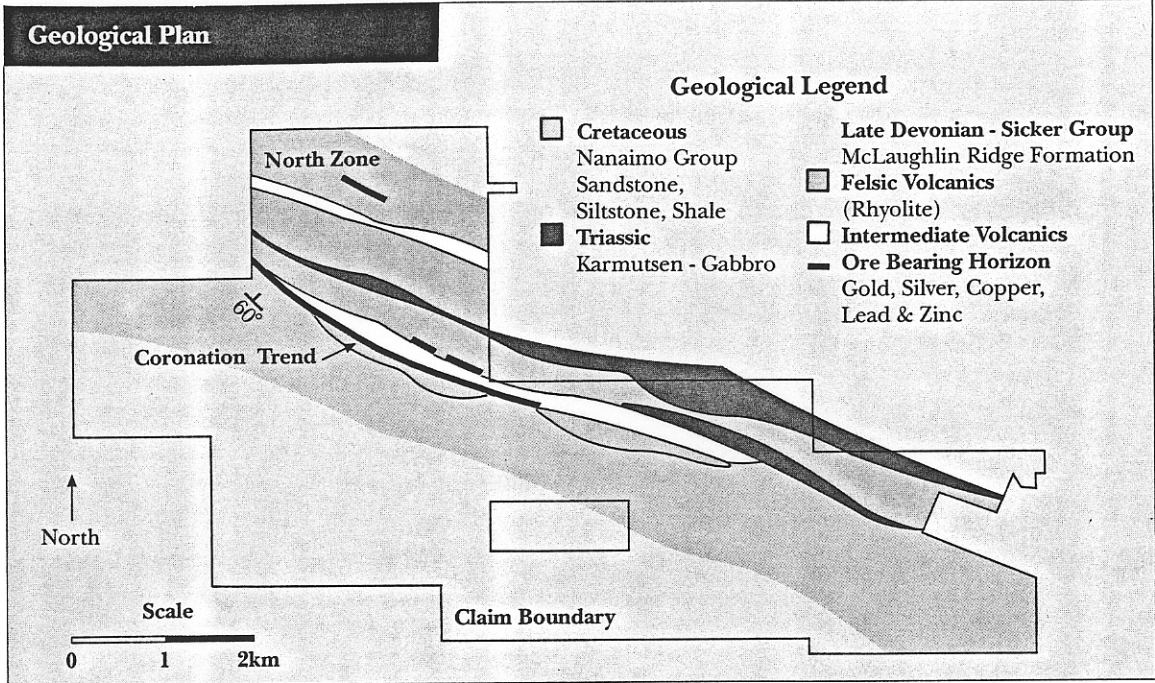 Geological Plan
Geological Legend
Cretaceous
Nanaimo Group
Sandstone,
Siltstone, Shale
Triassic
Karmutsen - Gabbro
Late Devonian - Sicker Group
McLaughlin Ridge Formation
Felsic Volcanics
(Rhyolite)
Intermediate Volcanics
Ore Bearing Horizon
Gold, Silver, Copper,
Lead & Zinc
North Zone
60°
Coronation Trend
North
Scale
0 1 2km
Claim Boundary